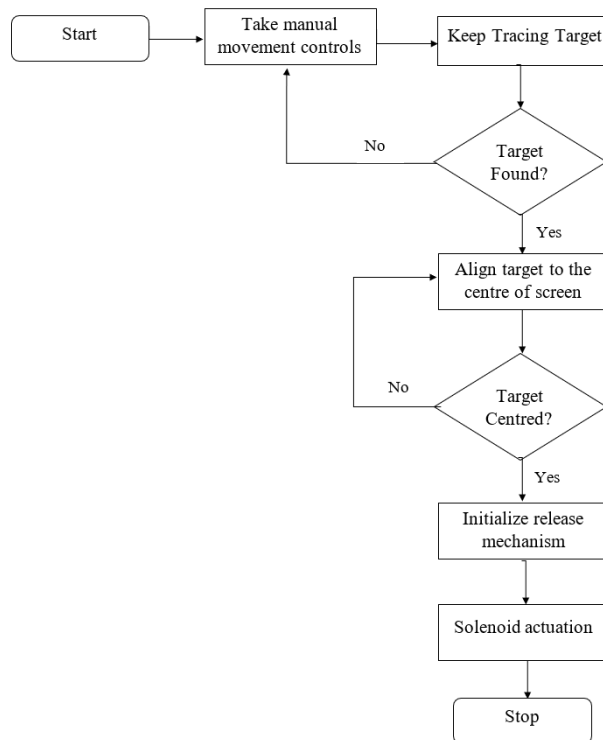 Start
Take manual
movement controls
Keep Tracing Target
No
Target
Found?
Yes
Align target to the
centre of screen
No
Target
Centred?
Yes
Initialize release
mechanism
Solenoid actuation
Stop